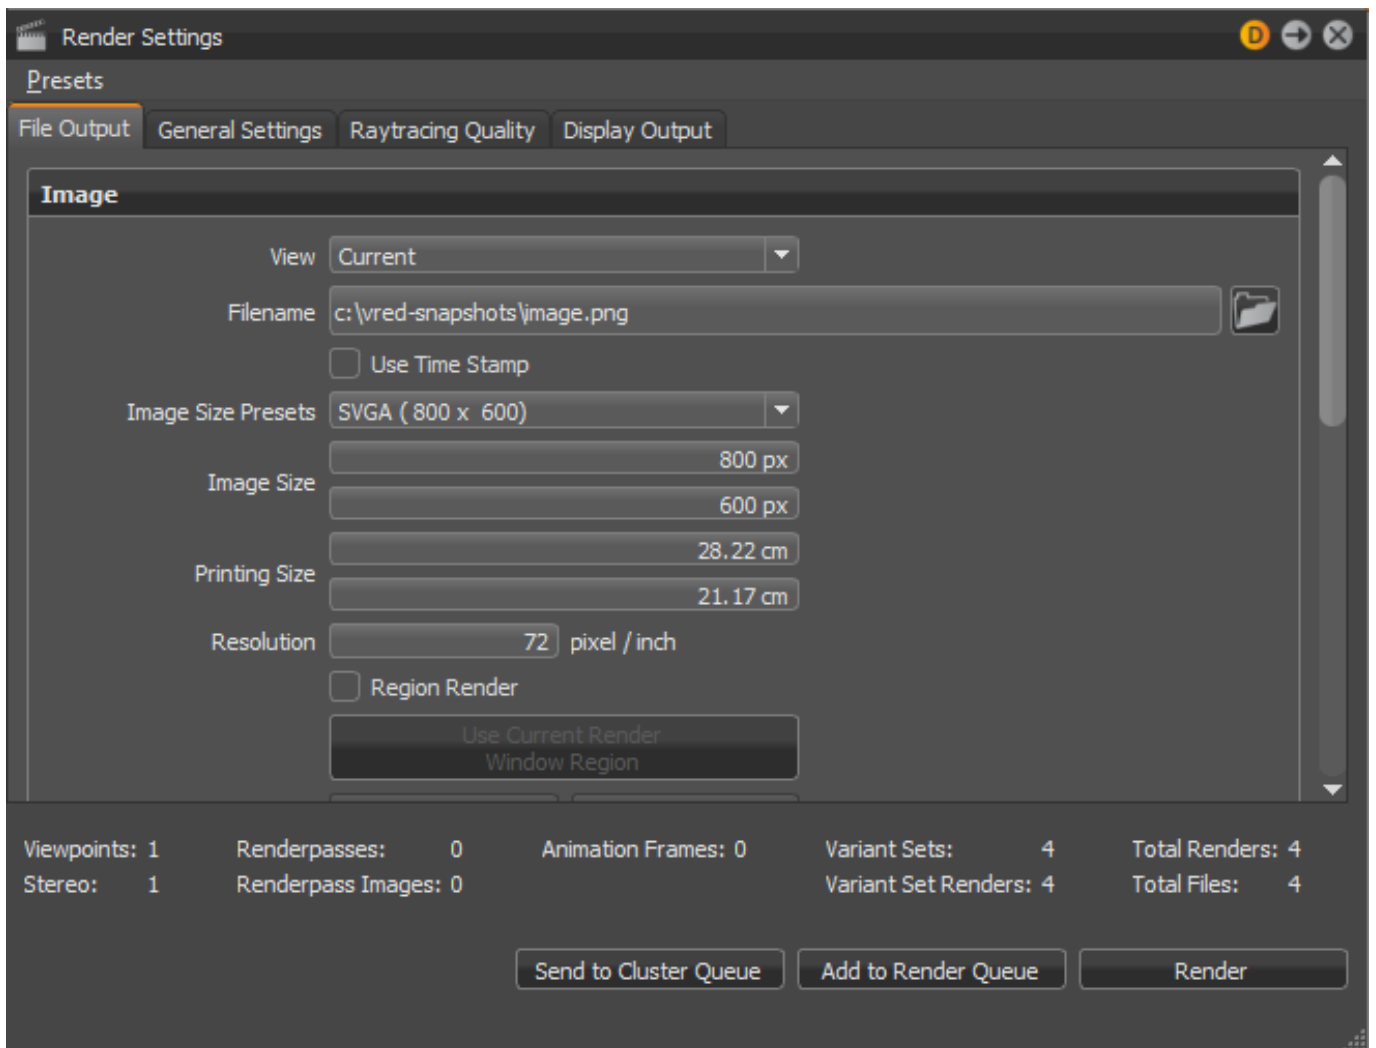 Render Settings
D
Presets
File Output General Settings Raytracing Quality Display Output
Image
View Current
Filename c:\vred-snapshots\image.png
Use Time Stamp
Image Size Presets SVGA ( 800 x  600)
Image Size
800 px
600 px
Printing Size
28.22 cm
21.17 cm
Resolution 72 pixel / inch
Region Render
Use Current Render
Window Region
Viewpoints: 1 Renderpasses: 0 Animation Frames: 0 Variant Sets: 4 Total Renders: 4
Stereo: 1 Renderpass Images: 0 Variant Set Renders: 4 Total Files: 4
Send to Cluster Queue Add to Render Queue Render